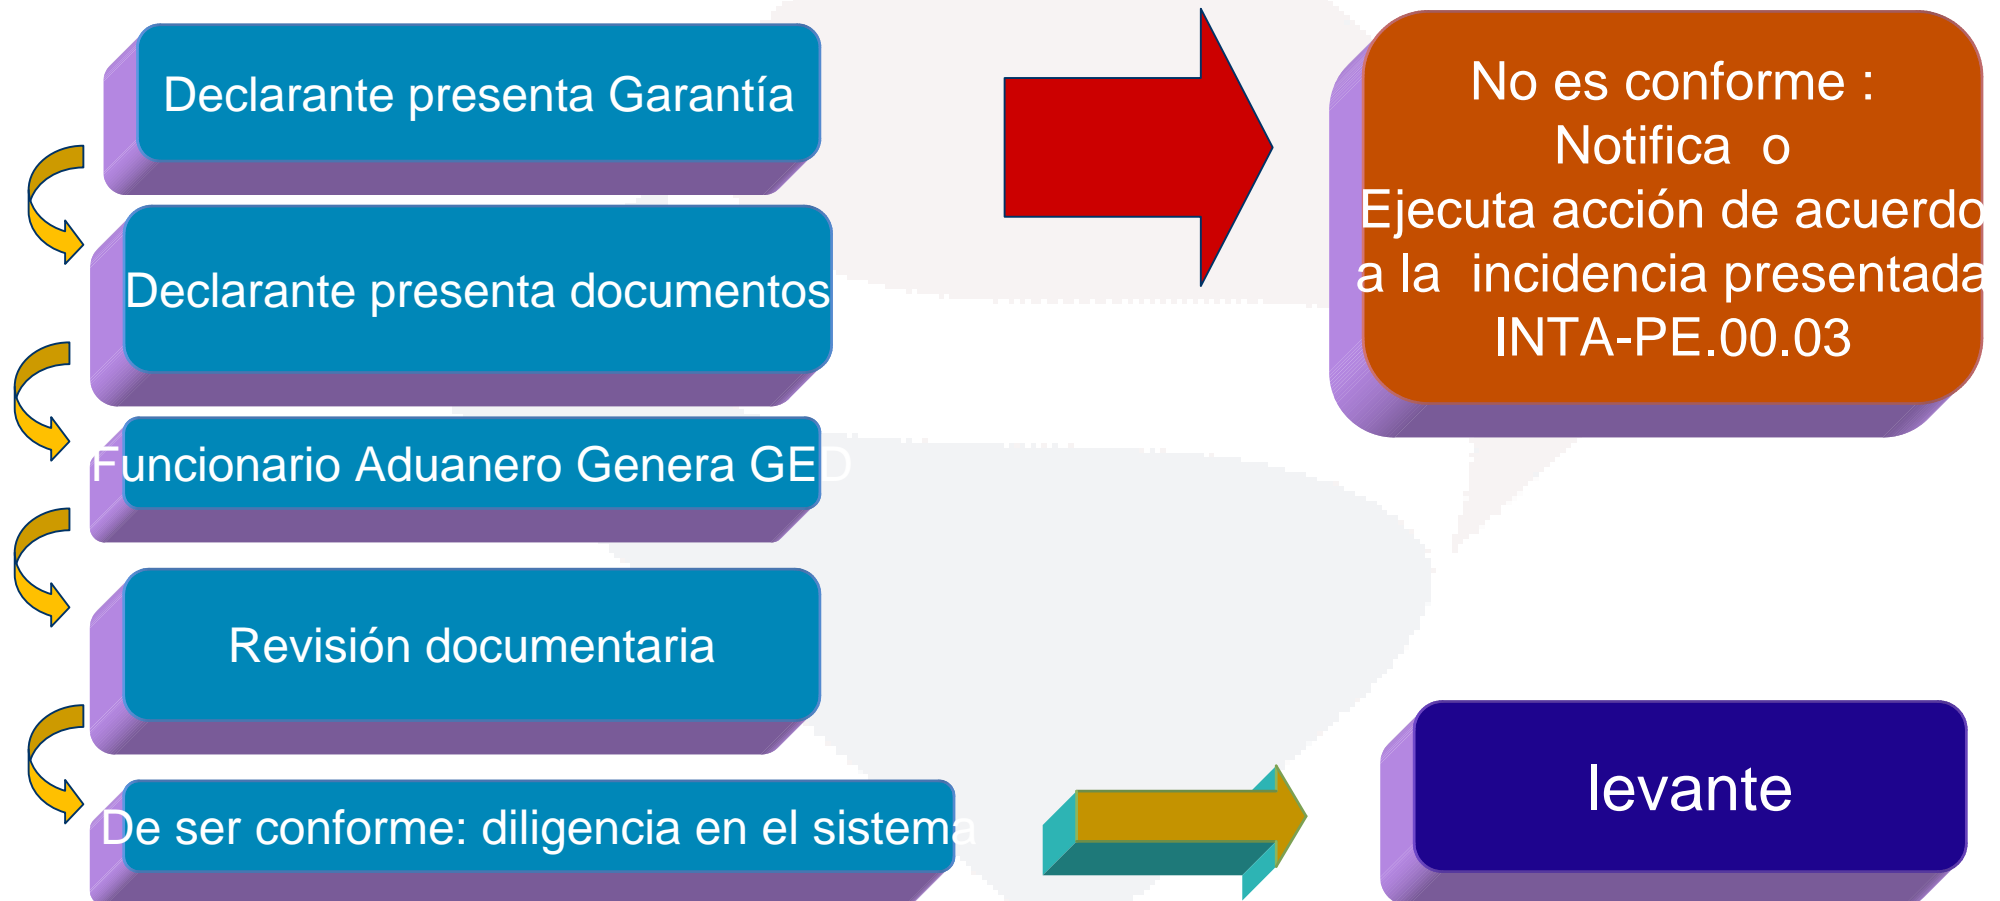 Declarante presenta Garantía
Declarante presenta documentos
Funcionario Aduanero Genera GED
Revisión documentaria
De ser conforme: diligencia en el sistema
No es conforme :
Notifica o
Ejecuta acción de acuerdo
a la incidencia presentada
INTA-PE.00.03
levante